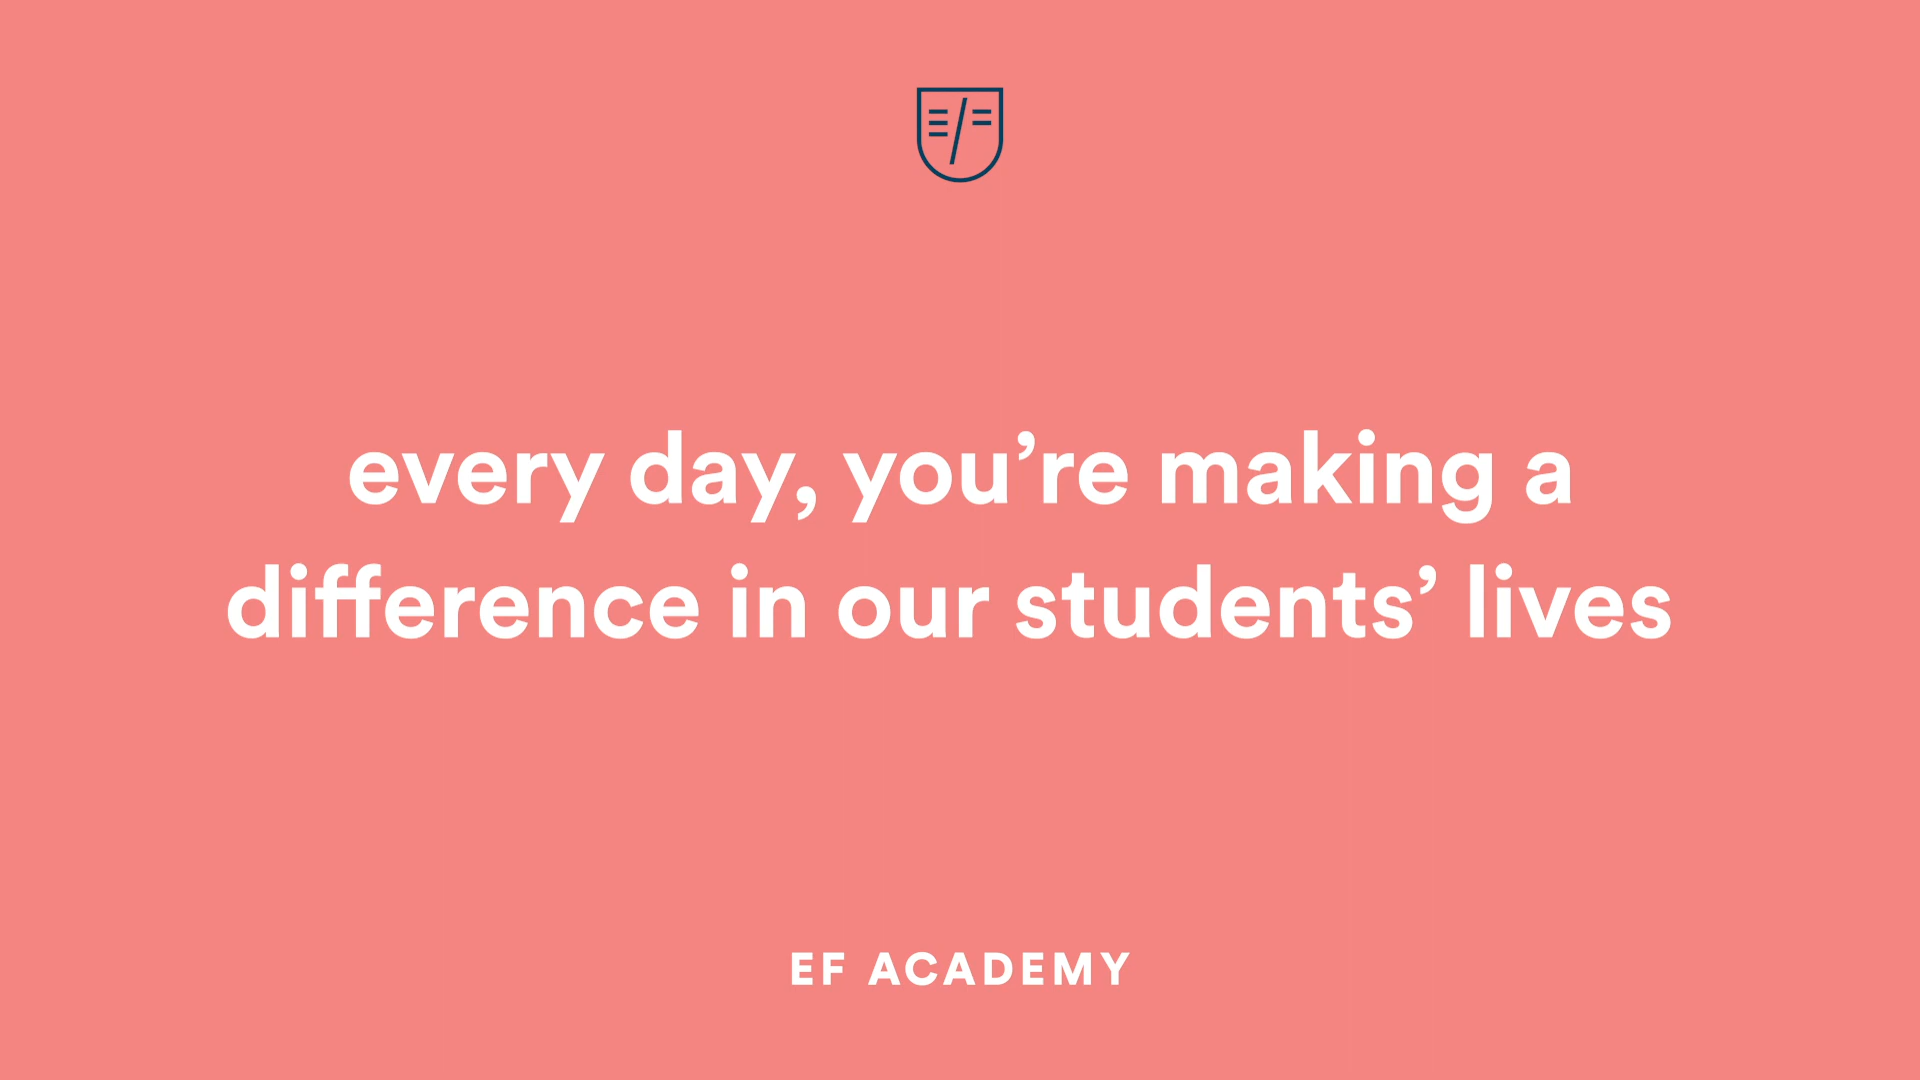 every day, you’re making a
difference in our students’ lives
EF ACADEMY